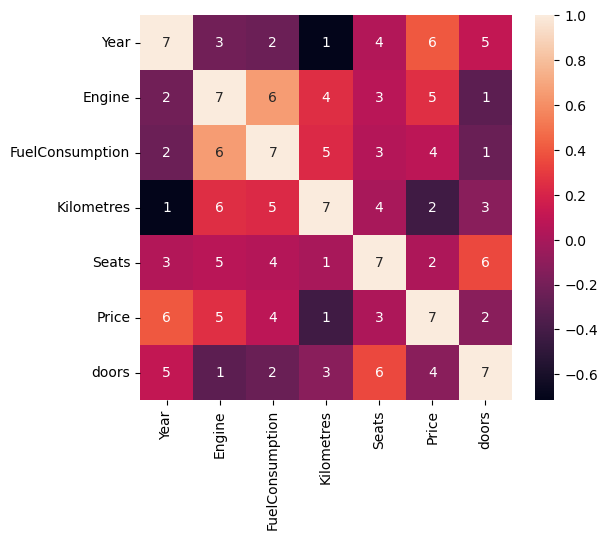 Year 7 3 2 1 4 6 5
Engine 2 7 6 4 3 5 1
FuelConsumption 2 6 7 5 3 4 1
Kilometres 1 6 5 7 4 2 3
Seats 3 5 4 1 7 2 6
Price 6 5 4 1 3 7 2
doors 5 1 2 3 6 4 7
Year
Engine
FuelConsumption
Kilometres
Seats
Price
doors
1.0
0.8
0.6
0.4
0.2
0.0
−0.2
−0.4
−0.6